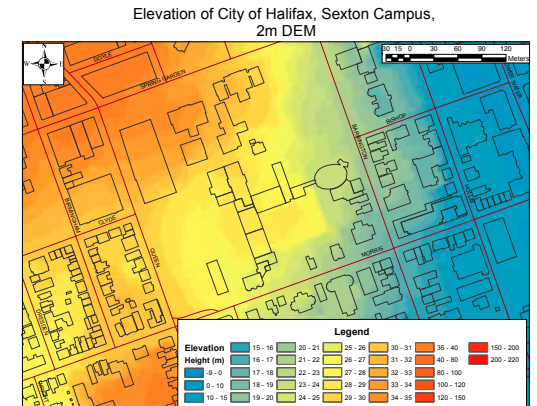 Elevation of City of Halifax, Sexton Campus,
2m DEM
N
W E
S
30 15 0 30 60 90 120
Meters
DOYLE
SPRING GARDEN
BISHOP
BARRINGTON
HOLLIS
BIRMINGHAM
CLYDE
QUEEN
MORRIS
DRESDEN
Legend
Elevation
Height (m)
-9 - 0
0 - 10
10 - 15
15 - 16
16 - 17
17 - 18
18 - 19
19 - 20
20 - 21
21 - 22
22 - 23
23 - 24
24 - 25
25 - 26
26 - 27
27 - 28
28 - 29
29 - 30
30 - 31
31 - 32
32 - 33
33 - 34
34 - 35
35 - 40
40 - 80
80 - 100
100 - 120
120 - 150
150 - 200
200 - 220